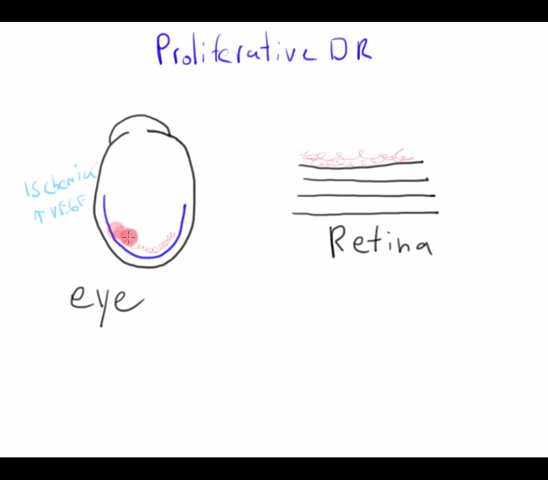 Proliferative DR
Ischemia
↑ VEGF
eye
Retina